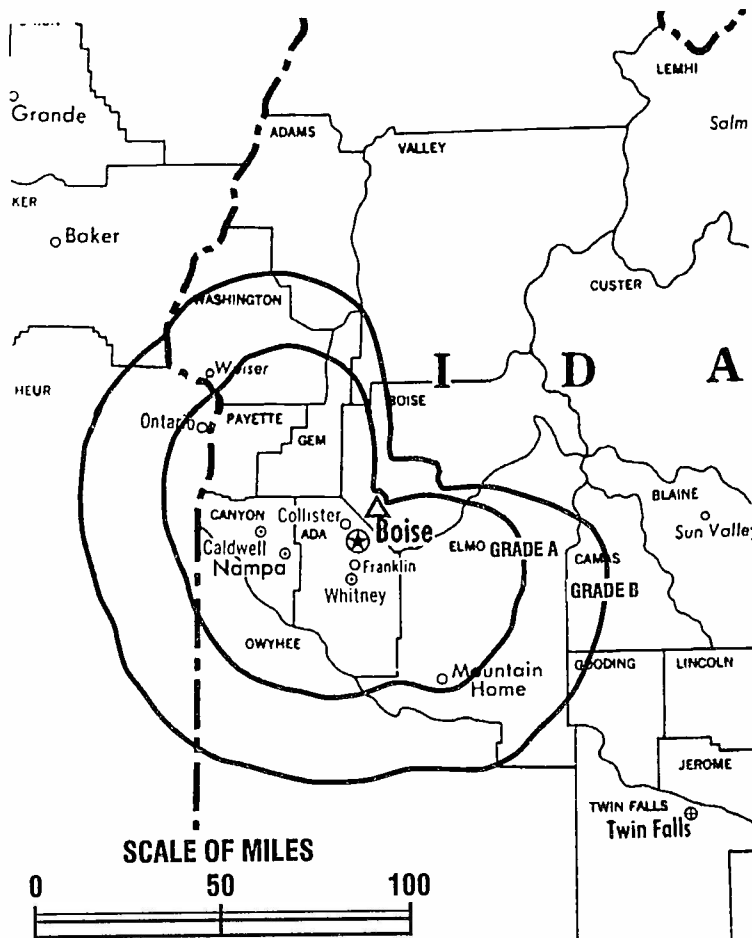 Grande
ADAMS
VALLEY
LEMHI
Salm
KER
Baker
CUSTER
WASHINGTON
I D A
HEUR
Weiser
BOISE
Ontario
PAYETTE
GEM
BLAINE
Sun Valley
CANYON
Collister
ADA
Boise
Caldwell
Nampa
Franklin
Whitney
ELMO
GRADE A
CAMAS
GRADE B
OWYHEE
Mountain
Home
GOODING
LINCOLN
JEROME
TWIN FALLS
Twin Falls
SCALE OF MILES
0 50 100